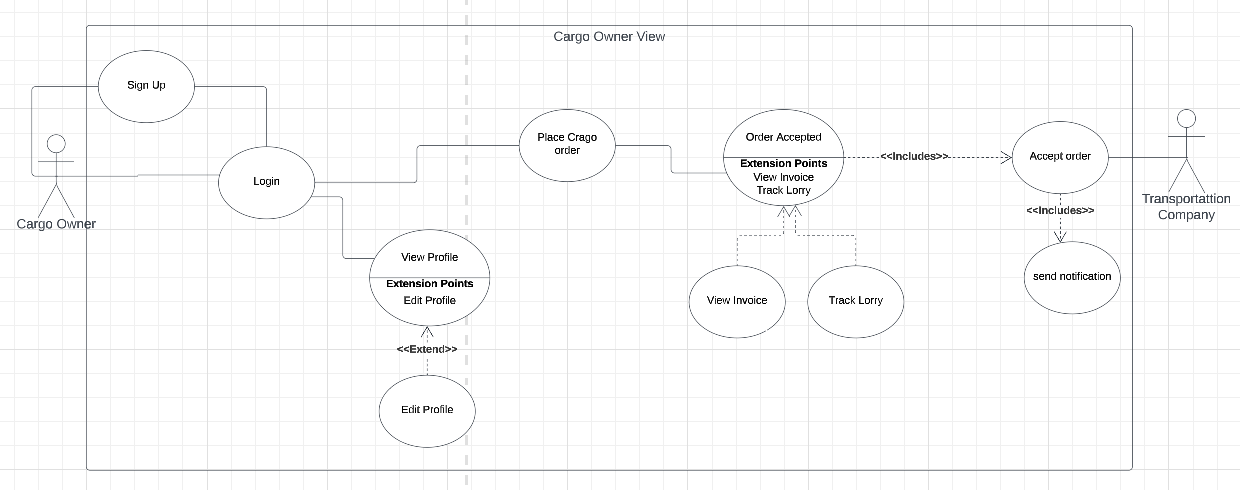 Cargo Owner View
Sign Up
Cargo Owner
Login
Place Crago
order
Order Accepted
Extension Points
View Invoice
Track Lorry
<<Includes>>
Accept order
Transportattion
Company
<<Includes>>
send notification
View Profile
Extension Points
Edit Profile
View Invoice
Track Lorry
<<Extend>>
Edit Profile